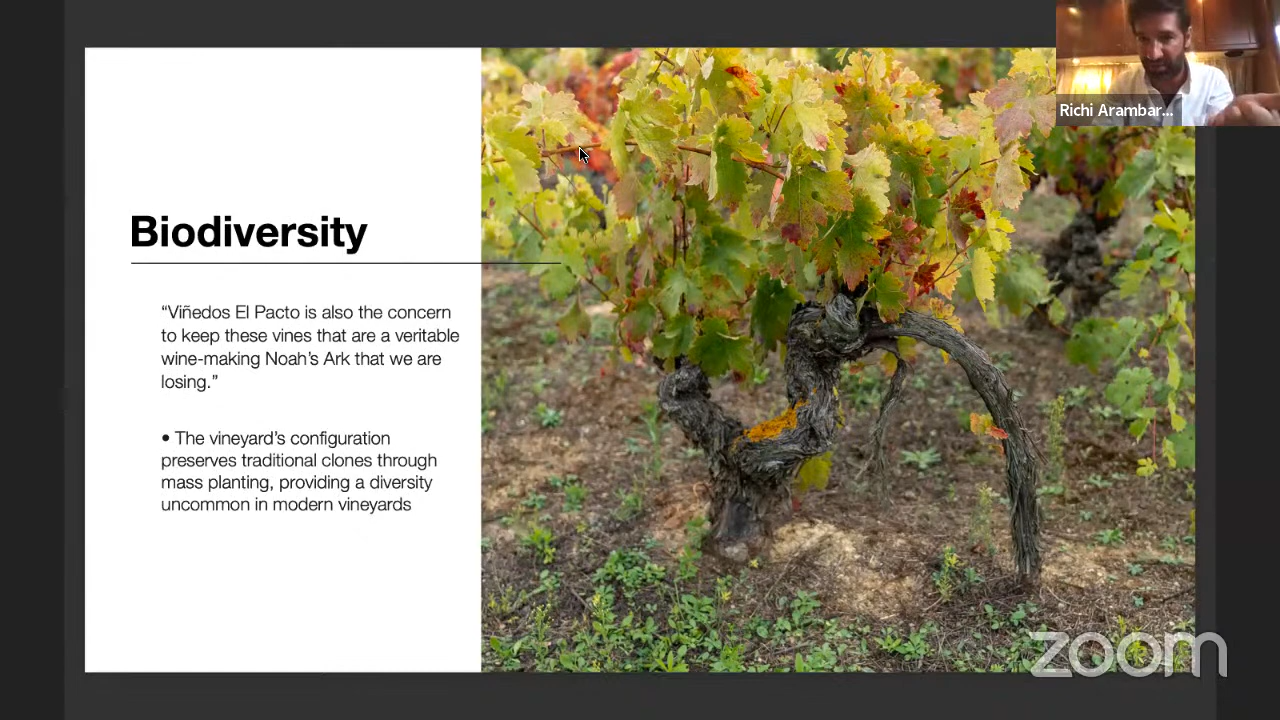 Richi Arambar...
Biodiversity
“Viñedos El Pacto is also the concern
to keep these vines that are a veritable
wine-making Noah’s Ark that we are
losing.”
• The vineyard’s configuration
preserves traditional clones through
mass planting, providing a diversity
uncommon in modern vineyards
zoom